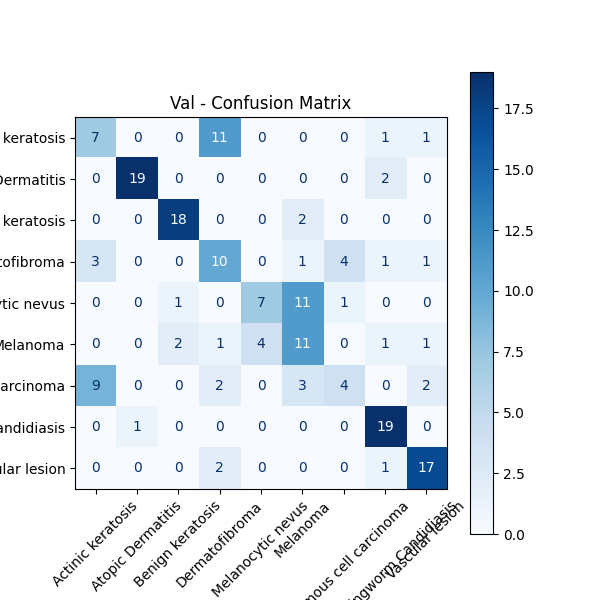 Val - Confusion Matrix
keratosis 7 0 0 11 0 0 0 1 1
Dermatitis 0 19 0 0 0 0 0 2 0
keratosis 0 0 18 0 0 2 0 0 0
tofibroma 3 0 0 10 0 1 4 1 1
ytic nevus 0 0 1 0 7 11 1 0 0
Melanoma 0 0 2 1 4 11 0 1 1
arcinoma 9 0 0 2 0 3 4 0 2
andidiasis 0 1 0 0 0 0 0 19 0
ular lesion 0 0 0 2 0 0 0 1 17
Actinic keratosis
Atopic Dermatitis
Benign keratosis
Dermatofibroma
Melanocytic nevus
Melanoma
mous cell carcinoma
ngworm Candidiasis
Vascular lesion
17.5
15.0
12.5
10.0
7.5
5.0
2.5
0.0